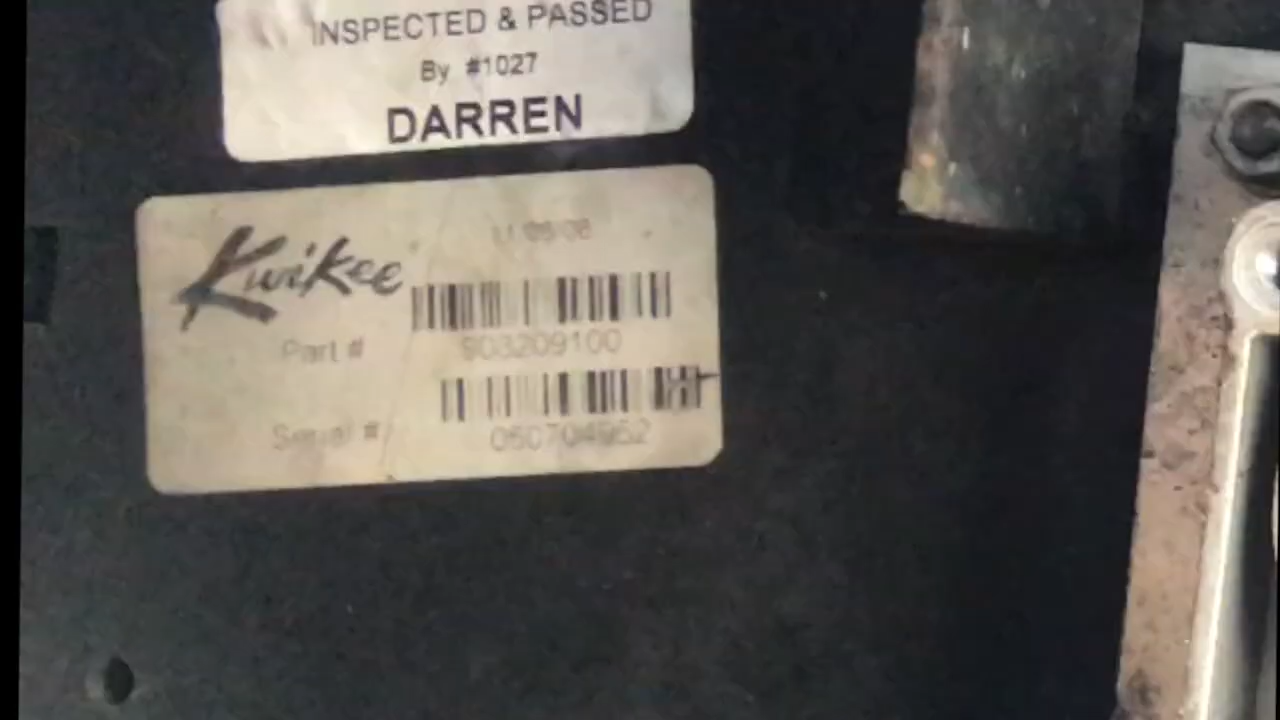 INSPECTED & PASSED
By #1027
DARREN
Kwikee
Part # 903209100
Serial #